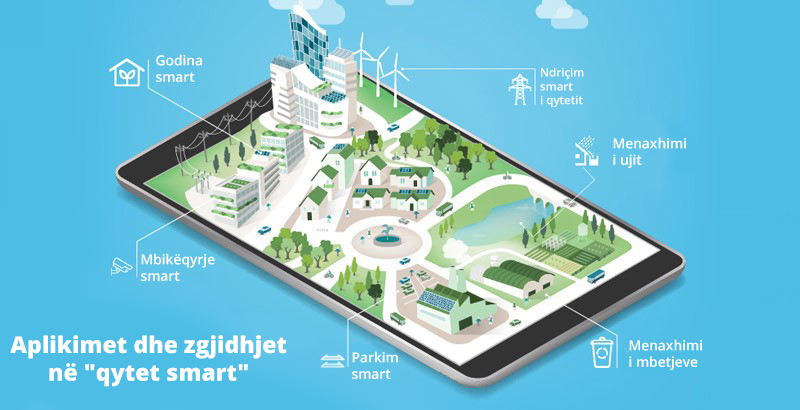 Godina
smart
Ndriçim
smart
i qytetit
Menaxhimi
i ujit
Mbikëqyrje
smart
Aplikimet dhe zgjidhjet
në "qytet smart"
Parkim
smart
Menaxhimi
i mbetjeve